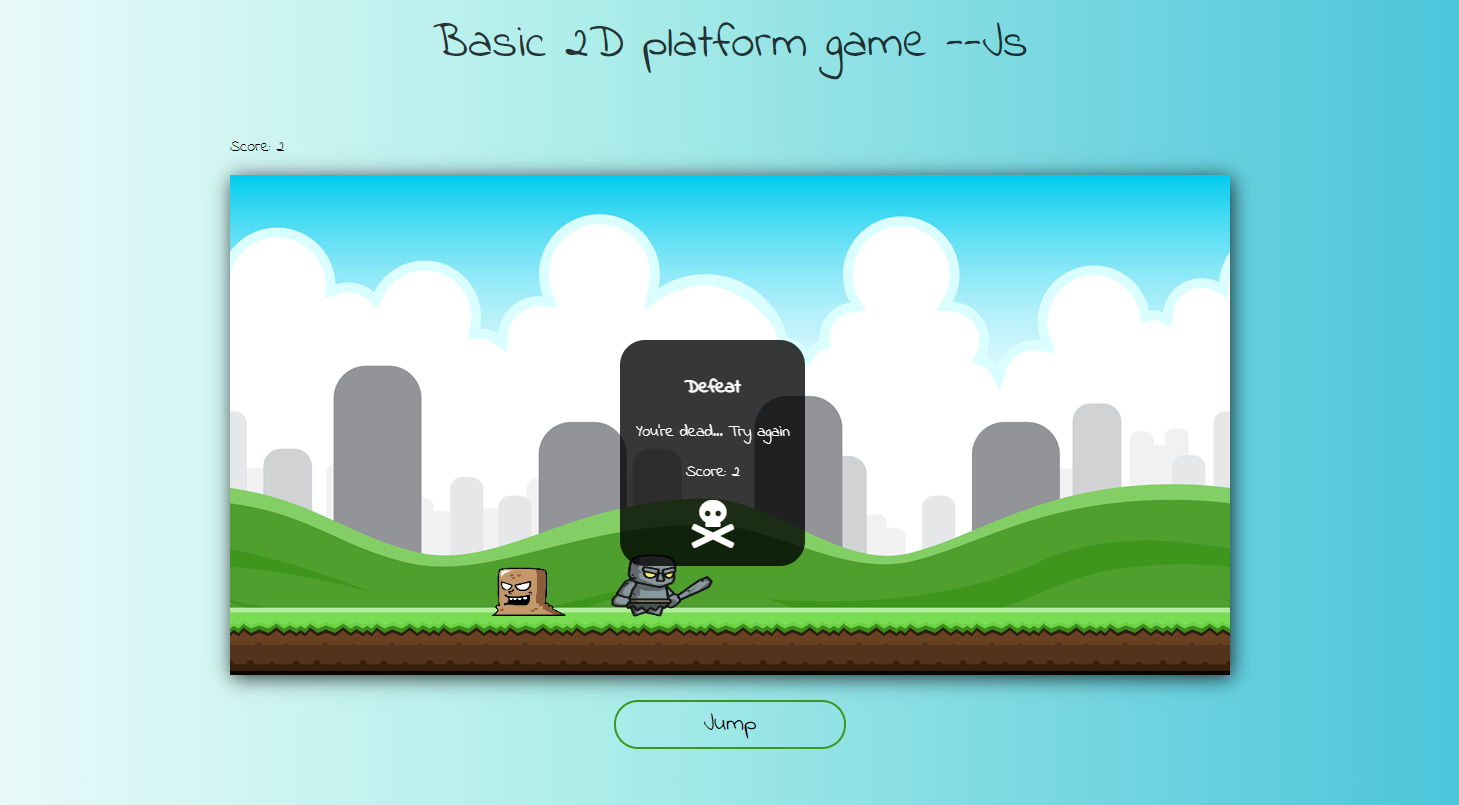 Basic 2D platform game --Js
Score: 2
Defeat
You're dead... Try again
Score: 2
Jump